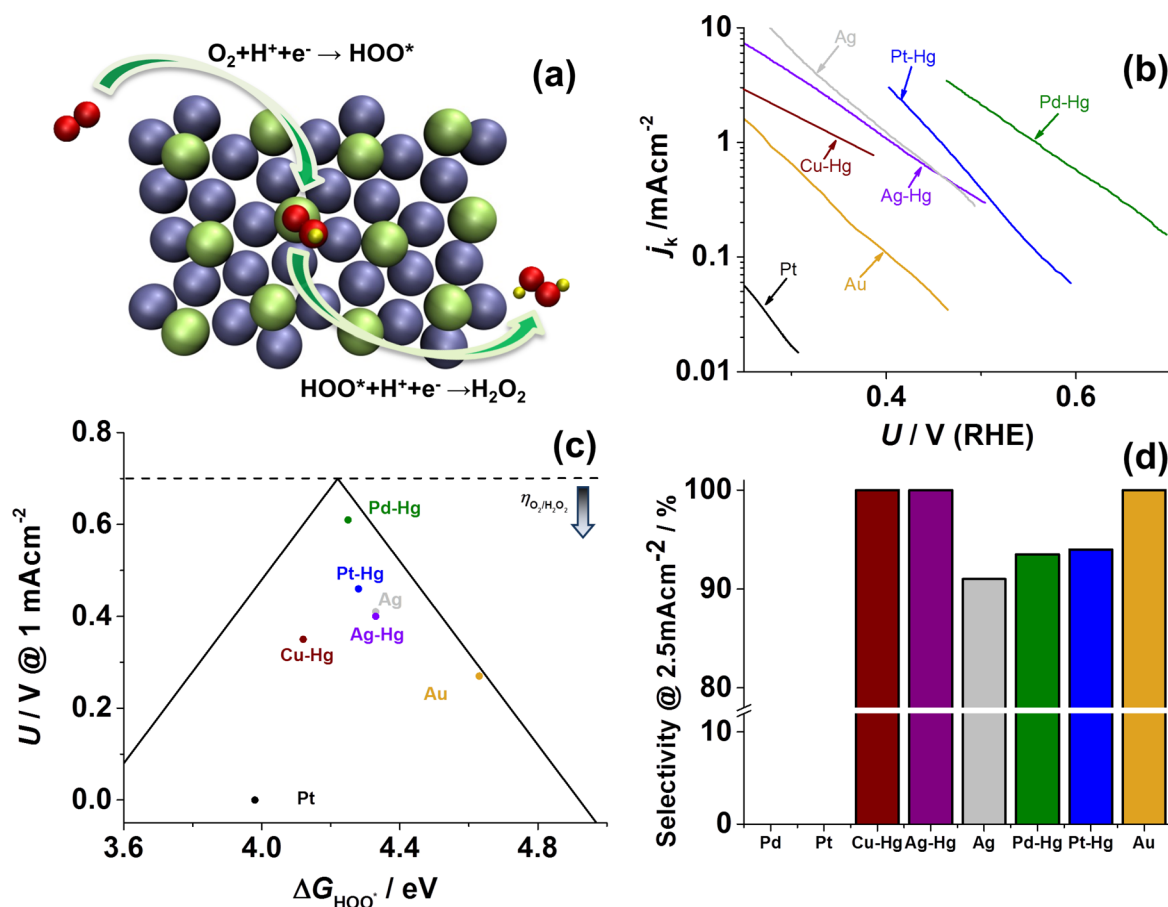 O₂+H⁺+e⁻ → HOO*
(a)
HOO*+H⁺+e⁻→H₂O₂
(b)
10
1
0.1
0.01
jₖ /mAcm⁻²
Ag
Pt-Hg
Pd-Hg
Cu-Hg
Ag-Hg
Au
Pt
0.4
0.6
U / V (RHE)
(c)
0.8
0.6
0.4
0.2
0.0
U / V @ 1 mAcm⁻²
η O₂/H₂O₂
Pd-Hg
Pt-Hg
Ag
Ag-Hg
Cu-Hg
Au
Pt
3.6 4.0 4.4 4.8
ΔG HOO* / eV
(d)
100
90
80
10
0
Selectivity @ 2.5mAcm⁻² / %
Pd Pt Cu-Hg Ag-Hg Ag Pd-Hg Pt-Hg Au